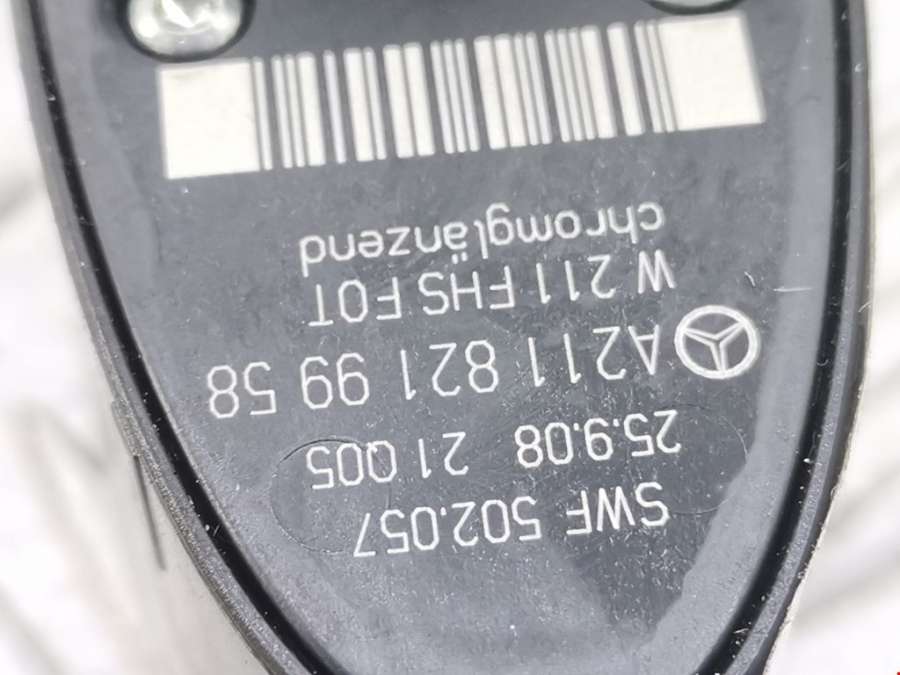 SWF 502.057
25.9.08 21 005
A211 821 99 58
W 211 FHS FOT
chromglänzend